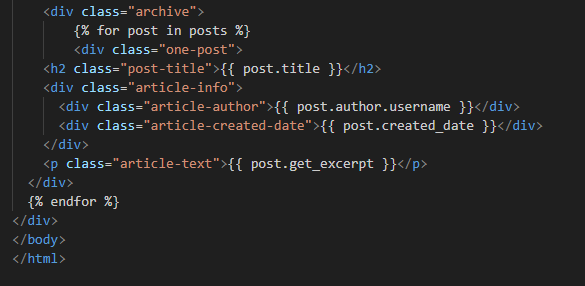 <div class="archive">
{% for post in posts %}
<div class="one-post">
<h2 class="post-title">{{ post.title }}</h2>
<div class="article-info">
<div class="article-author">{{ post.author.username }}</div>
<div class="article-created-date">{{ post.created_date }}</div>
</div>
<p class="article-text">{{ post.get_excerpt }}</p>
</div>
{% endfor %}
</div>
</body>
</html>